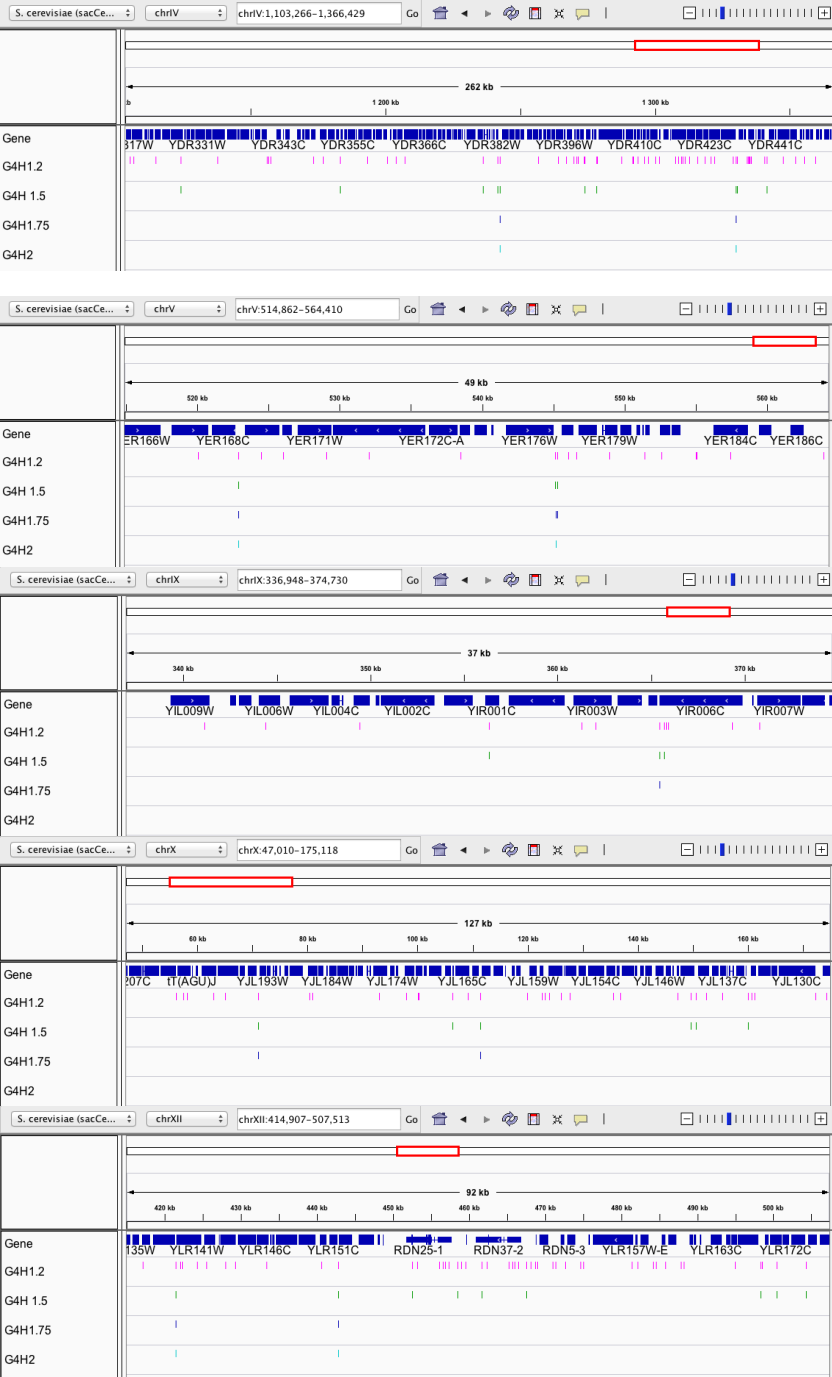 S. cerevisiae (sacCe... chrIV chrIV:1,103,266-1,366,429 Go
262 kb
b 1 200 kb 1 300 kb
Gene
317W YDR331W YDR343C YDR355C YDR366C YDR382W YDR396W YDR410C YDR423C YDR441C
G4H1.2
G4H 1.5
G4H1.75
G4H2
S. cerevisiae (sacCe... chrV chrV:514,862-564,410 Go
49 kb
520 kb 530 kb 540 kb 550 kb 560 kb
Gene
ER166W YER168C YER171W YER172C-A YER176W YER179W YER184C YER186C
G4H1.2
G4H 1.5
G4H1.75
G4H2
S. cerevisiae (sacCe... chrIX chrIX:336,948-374,730 Go
37 kb
340 kb 350 kb 360 kb 370 kb
Gene
YIL009W YIL006W YIL004C YIL002C YIR001C YIR003W YIR006C YIR007W
G4H1.2
G4H 1.5
G4H1.75
G4H2
S. cerevisiae (sacCe... chrX chrX:47,010-175,118 Go
127 kb
60 kb 80 kb 100 kb 120 kb 140 kb 160 kb
Gene
207C tT(AGU)J YJL193W YJL184W YJL174W YJL165C YJL159W YJL154C YJL146W YJL137C YJL130C
G4H1.2
G4H 1.5
G4H1.75
G4H2
S. cerevisiae (sacCe... chrXII chrXII:414,907-507,513 Go
92 kb
420 kb 430 kb 440 kb 450 kb 460 kb 470 kb 480 kb 490 kb 500 kb
Gene
135W YLR141W YLR146C YLR151C RDN25-1 RDN37-2 RDN5-3 YLR157W-E YLR163C YLR172C
G4H1.2
G4H 1.5
G4H1.75
G4H2